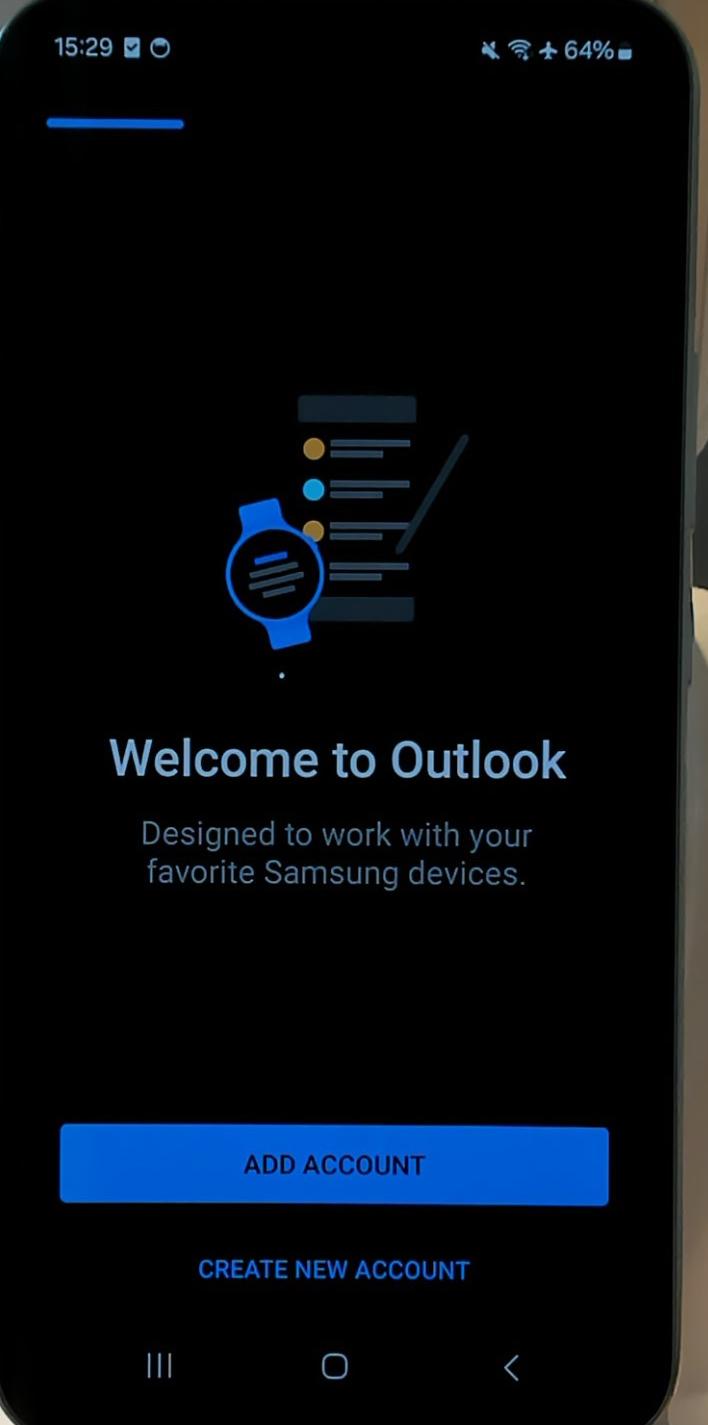 15:29
64%
Welcome to Outlook
Designed to work with your
favorite Samsung devices.
ADD ACCOUNT
CREATE NEW ACCOUNT